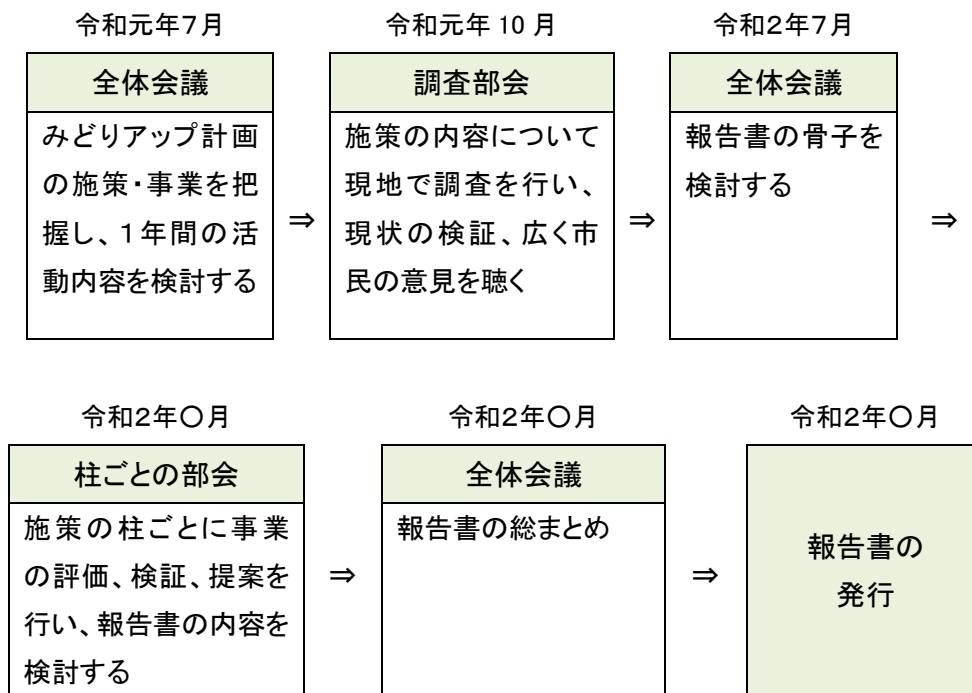 令和元年7月
全体会議
みどりアップ計画
の施策・事業を把
握し、1年間の活
動内容を検討する
⇒
令和元年 10 月
調査部会
施策の内容について
現地で調査を行い、
現状の検証、広く市
民の意見を聴く
⇒
令和2年7月
全体会議
報告書の骨子を
検討する
⇒
令和2年〇月
柱ごとの部会
施策の柱ごとに事業
の評価、検証、提案を
行い、報告書の内容を
検討する
⇒
令和2年〇月
全体会議
報告書の総まとめ
⇒
令和2年〇月
報告書の
発行